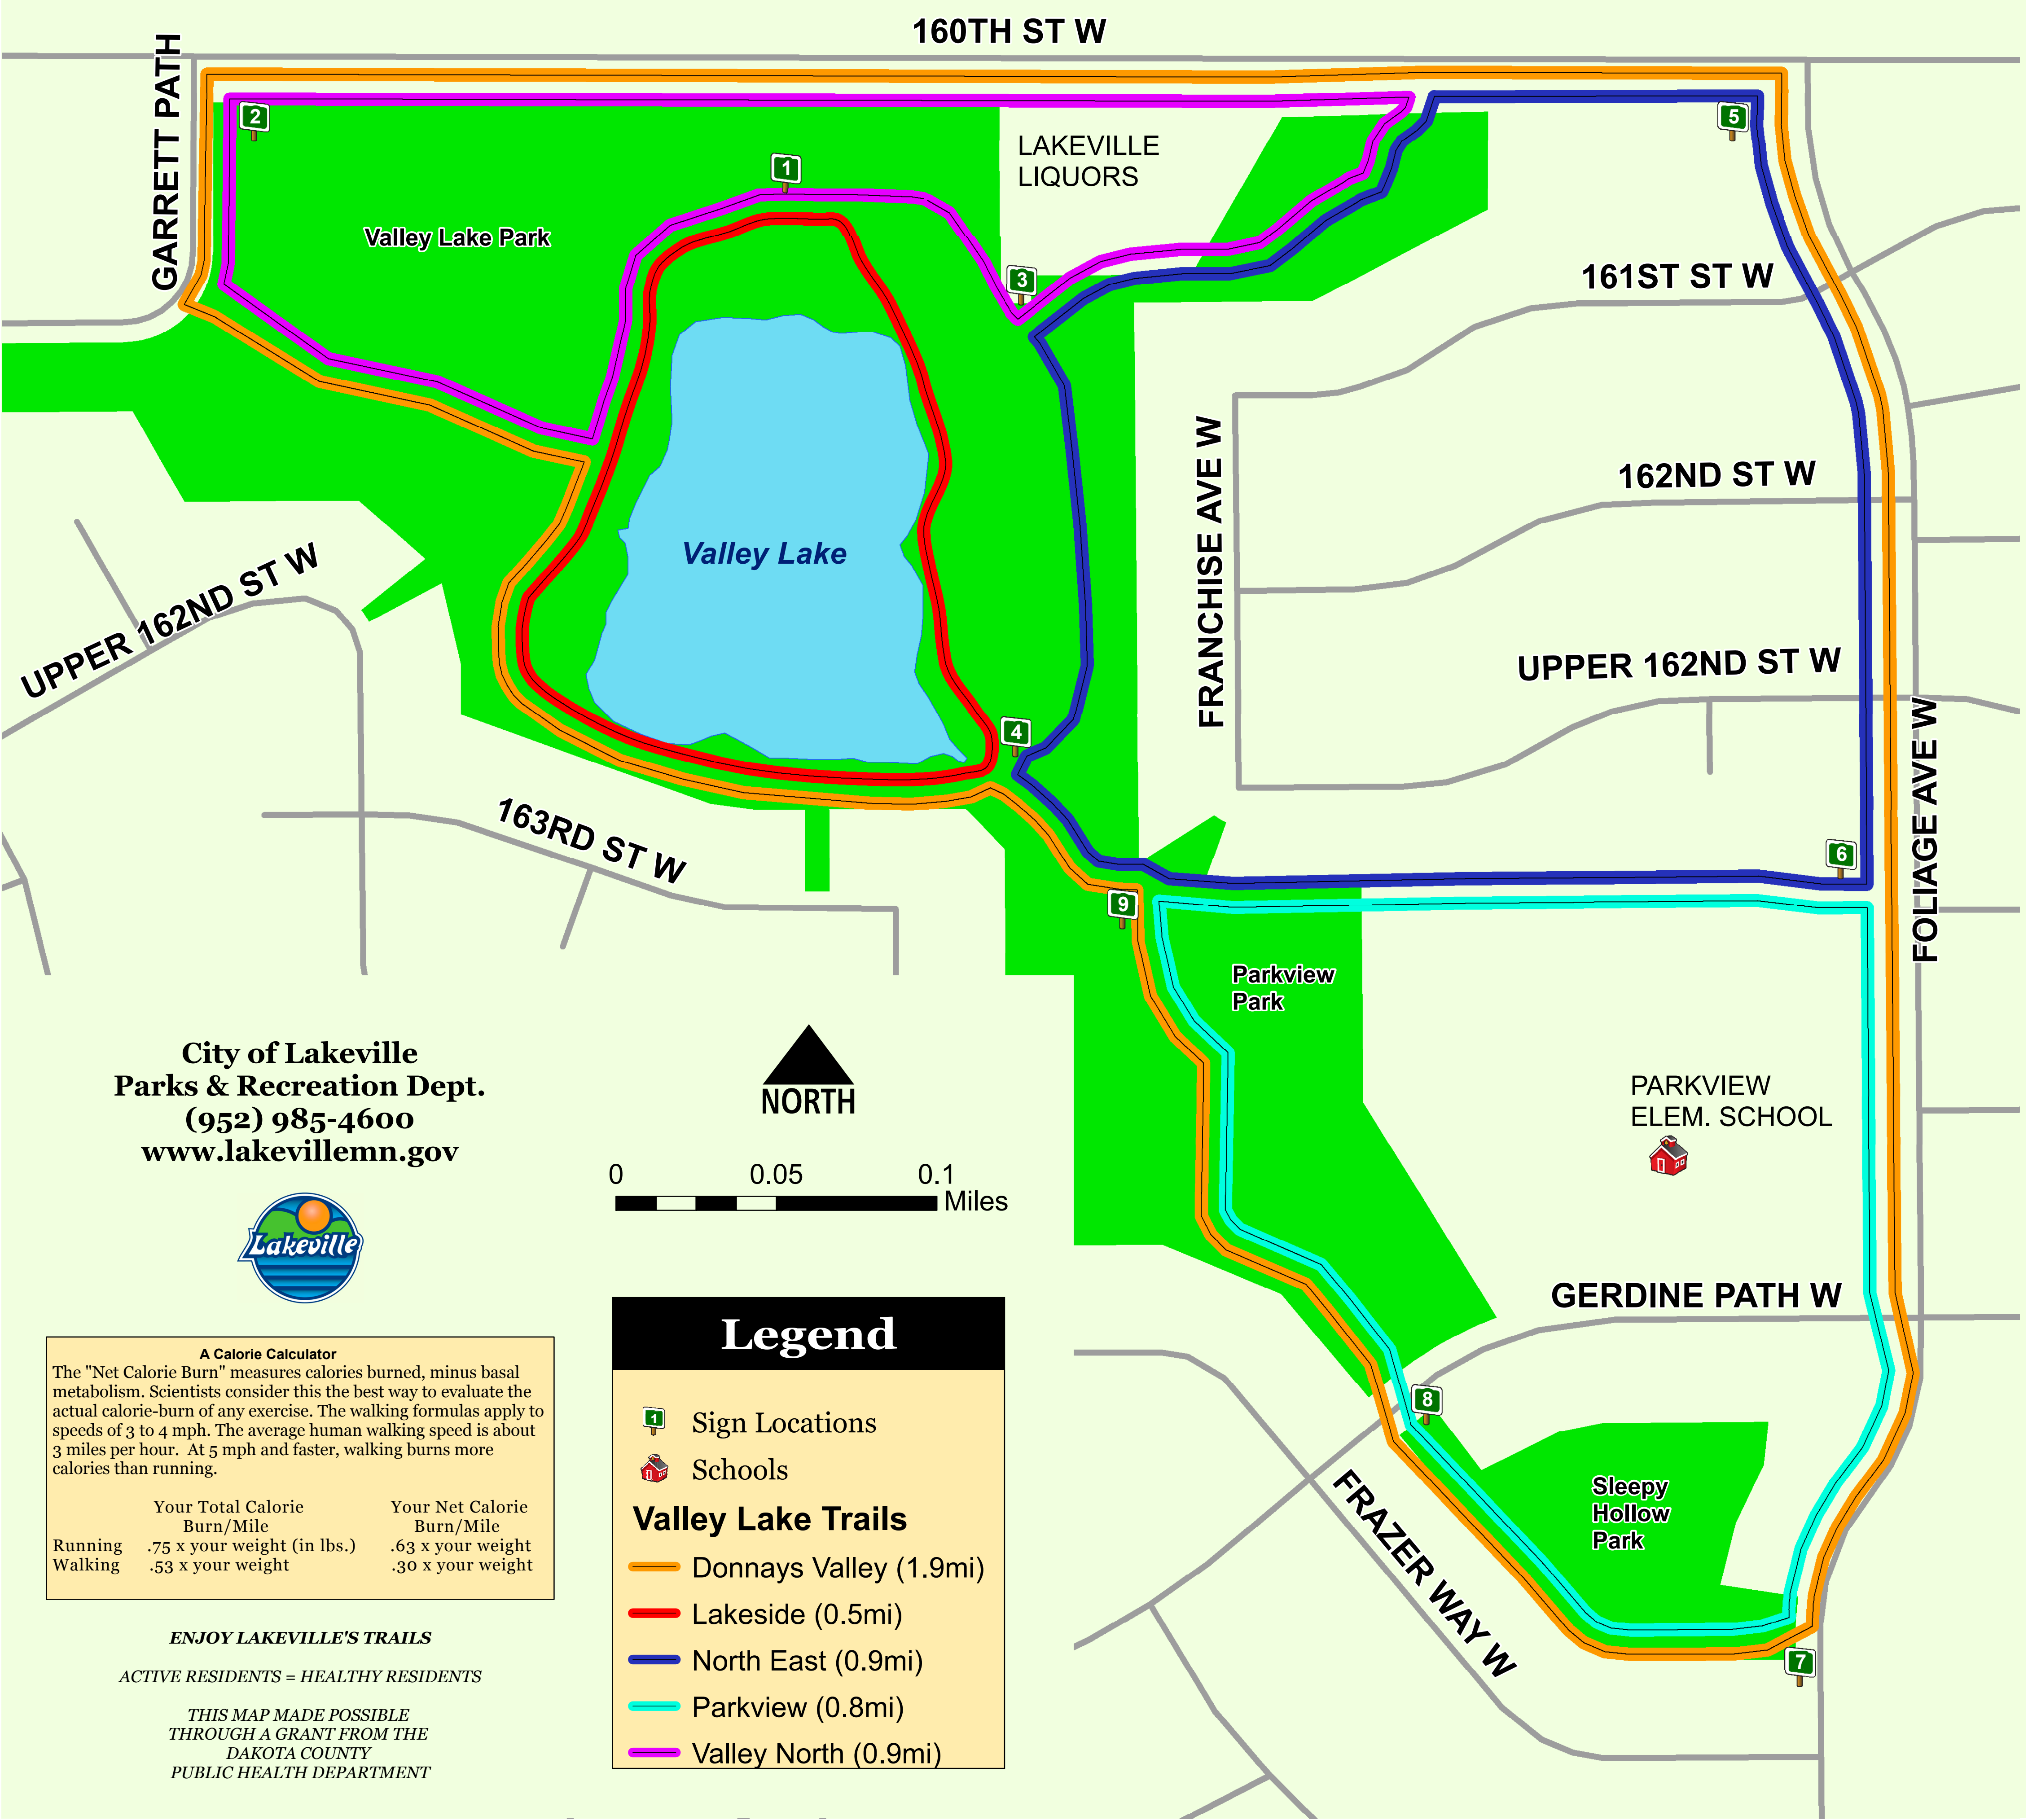 160TH ST W
GARRETT PATH
2
5
1
LAKEVILLE
LIQUORS
Valley Lake Park
3
161ST ST W
162ND ST W
FRANCHISE AVE W
Valley Lake
UPPER 162ND ST W
UPPER 162ND ST W
4
FOLIAGE AVE W
163RD ST W
6
9
Parkview
Park
City of Lakeville
Parks & Recreation Dept.
(952) 985-4600
www.lakevillemn.gov
NORTH
PARKVIEW
ELEM. SCHOOL
0 0.05 0.1
Miles
Lakeville
GERDINE PATH W
8
Sleepy
Hollow
Park
FRAZER WAY W
7
A Calorie Calculator
The "Net Calorie Burn" measures calories burned, minus basal
metabolism. Scientists consider this the best way to evaluate the
actual calorie-burn of any exercise. The walking formulas apply to
speeds of 3 to 4 mph. The average human walking speed is about
3 miles per hour. At 5 mph and faster, walking burns more
calories than running.
Your Total Calorie Your Net Calorie
Burn/Mile Burn/Mile
Running .75 x your weight (in lbs.) .63 x your weight
Walking .53 x your weight .30 x your weight
ENJOY LAKEVILLE'S TRAILS
ACTIVE RESIDENTS = HEALTHY RESIDENTS
THIS MAP MADE POSSIBLE
THROUGH A GRANT FROM THE
DAKOTA COUNTY
PUBLIC HEALTH DEPARTMENT
Legend
1 Sign Locations
Schools
Valley Lake Trails
Donnays Valley (1.9mi)
Lakeside (0.5mi)
North East (0.9mi)
Parkview (0.8mi)
Valley North (0.9mi)